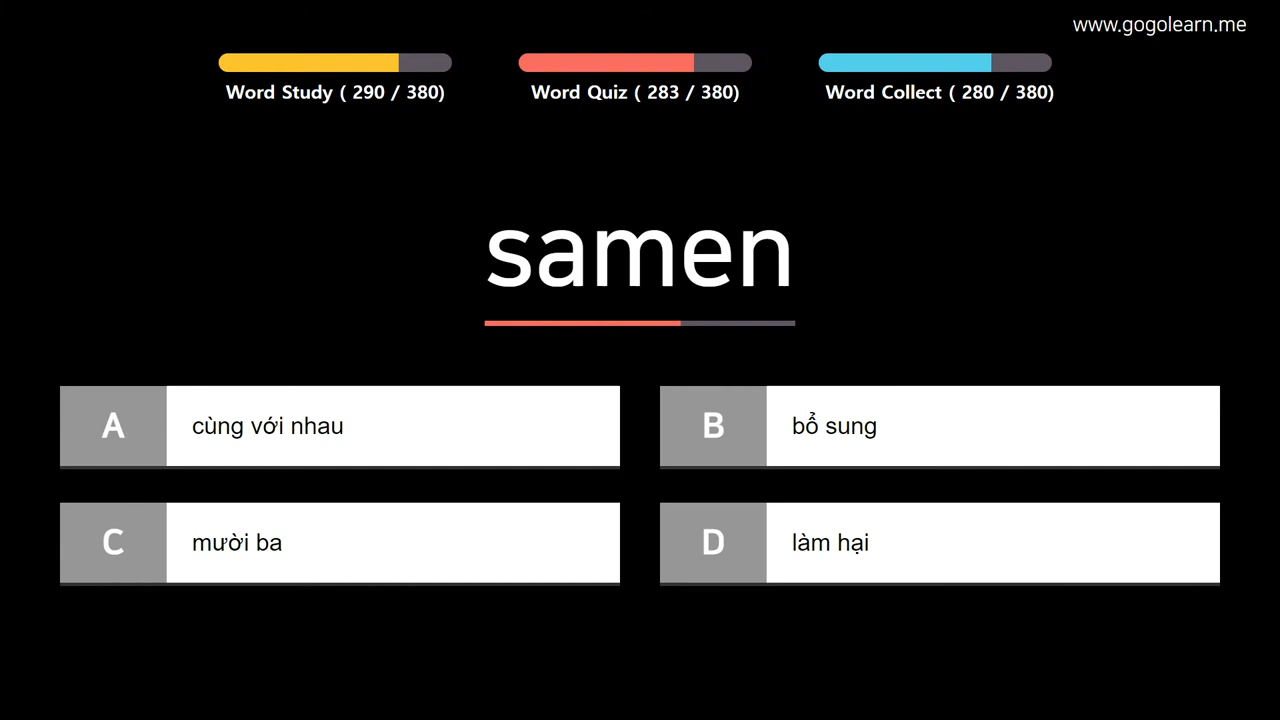 www.gogolearn.me
Word Study ( 290 / 380)
Word Quiz ( 283 / 380)
Word Collect ( 280 / 380)
samen
A cùng với nhau
B bổ sung
C mười ba
D làm hại